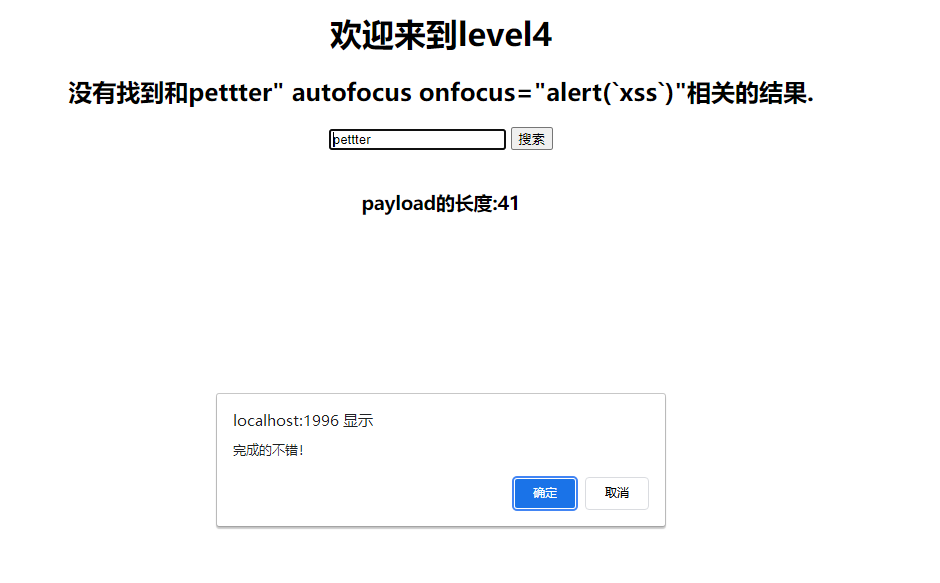 欢迎来到level4
没有找到和pettter" autofocus onfocus="alert(`xss`)"相关的结果.
pettter 搜索
payload的长度:41
localhost:1996 显示
完成的不错！
确定 取消